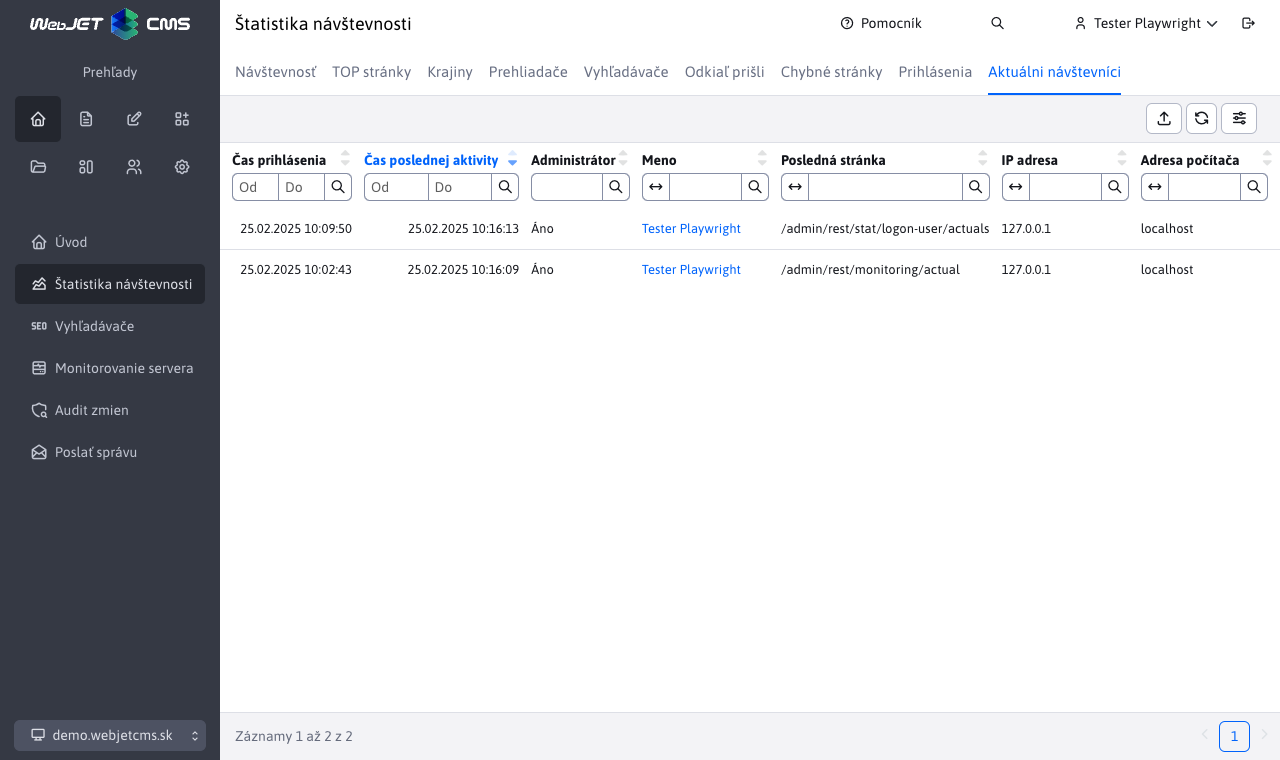 WebJET CMS
Prehľady
Úvod
Štatistika návštevnosti
SEO Vyhľadávače
Monitorovanie servera
Audit zmien
Poslať správu
demo.webjetcms.sk
Štatistika návštevnosti
Pomocník
Tester Playwright
Návštevnosť TOP stránky Krajiny Prehliadače Vyhľadávače Odkiaľ prišli Chybné stránky Prihlásenia Aktuálni návštevníci
Čas prihlásenia Čas poslednej aktivity Administrátor Meno Posledná stránka IP adresa Adresa počítača
Od Do Od Do
25.02.2025 10:09:50 25.02.2025 10:16:13 Áno Tester Playwright /admin/rest/stat/logon-user/actuals 127.0.0.1 localhost
25.02.2025 10:02:43 25.02.2025 10:16:09 Áno Tester Playwright /admin/rest/monitoring/actual 127.0.0.1 localhost
Záznamy 1 až 2 z 2
1